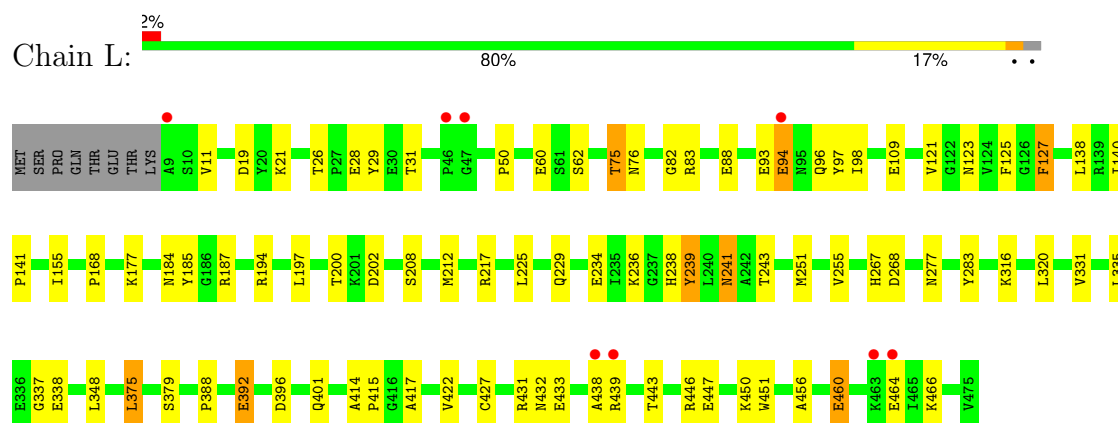 2%
Chain L:
80% 17% • •
MET SER PRO GLN THR GLU THR LYS A9 S10 V11 D19 Y20 K21 T26 P27 E28 Y29 E30 T31 P46 G47 P50 E60 S61 S62 T75 N76 G82 R83 E88 E93 E94 N95 Q96 Y97 I98 E109 V121 G122 N123 V124 F125 G126 F127 L138 R139 I140
P141 I155 P168 K177 N184 Y185 G186 R187 R194 L197 T200 K201 D202 S208 M212 R217 L225 Q229 E234 I235 K236 G237 H238 Y239 L240 N241 A242 T243 M251 V255 H267 D268 N277 Y283 K316 L320 V331 L335
E336 G337 E338 L348 L375 S379 P388 E392 D396 Q401 A414 P415 G416 A417 V422 C427 R431 N432 E433 A438 R439 T443 R446 E447 K450 W451 A456 E460 K463 E464 I465 K466 V475